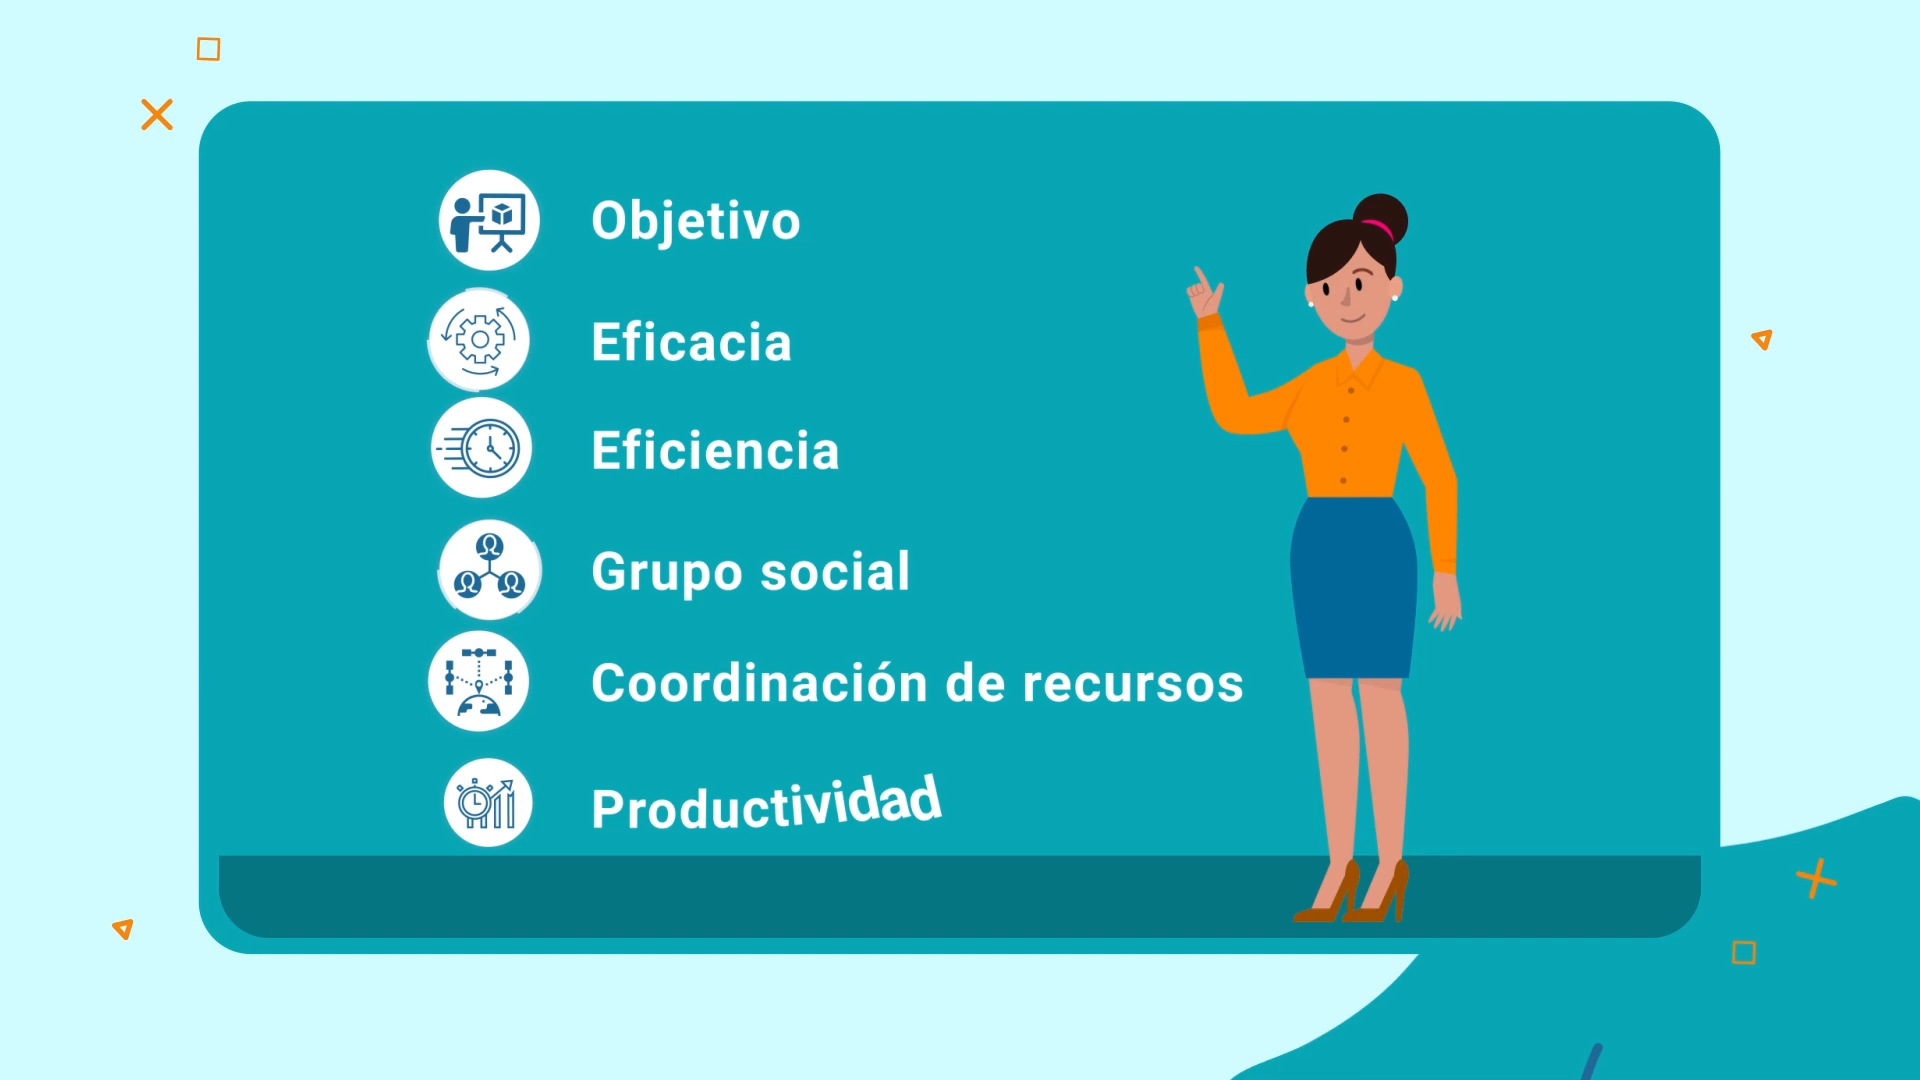 Objetivo
Eficacia
Eficiencia
Grupo social
Coordinación de recursos
Productividad